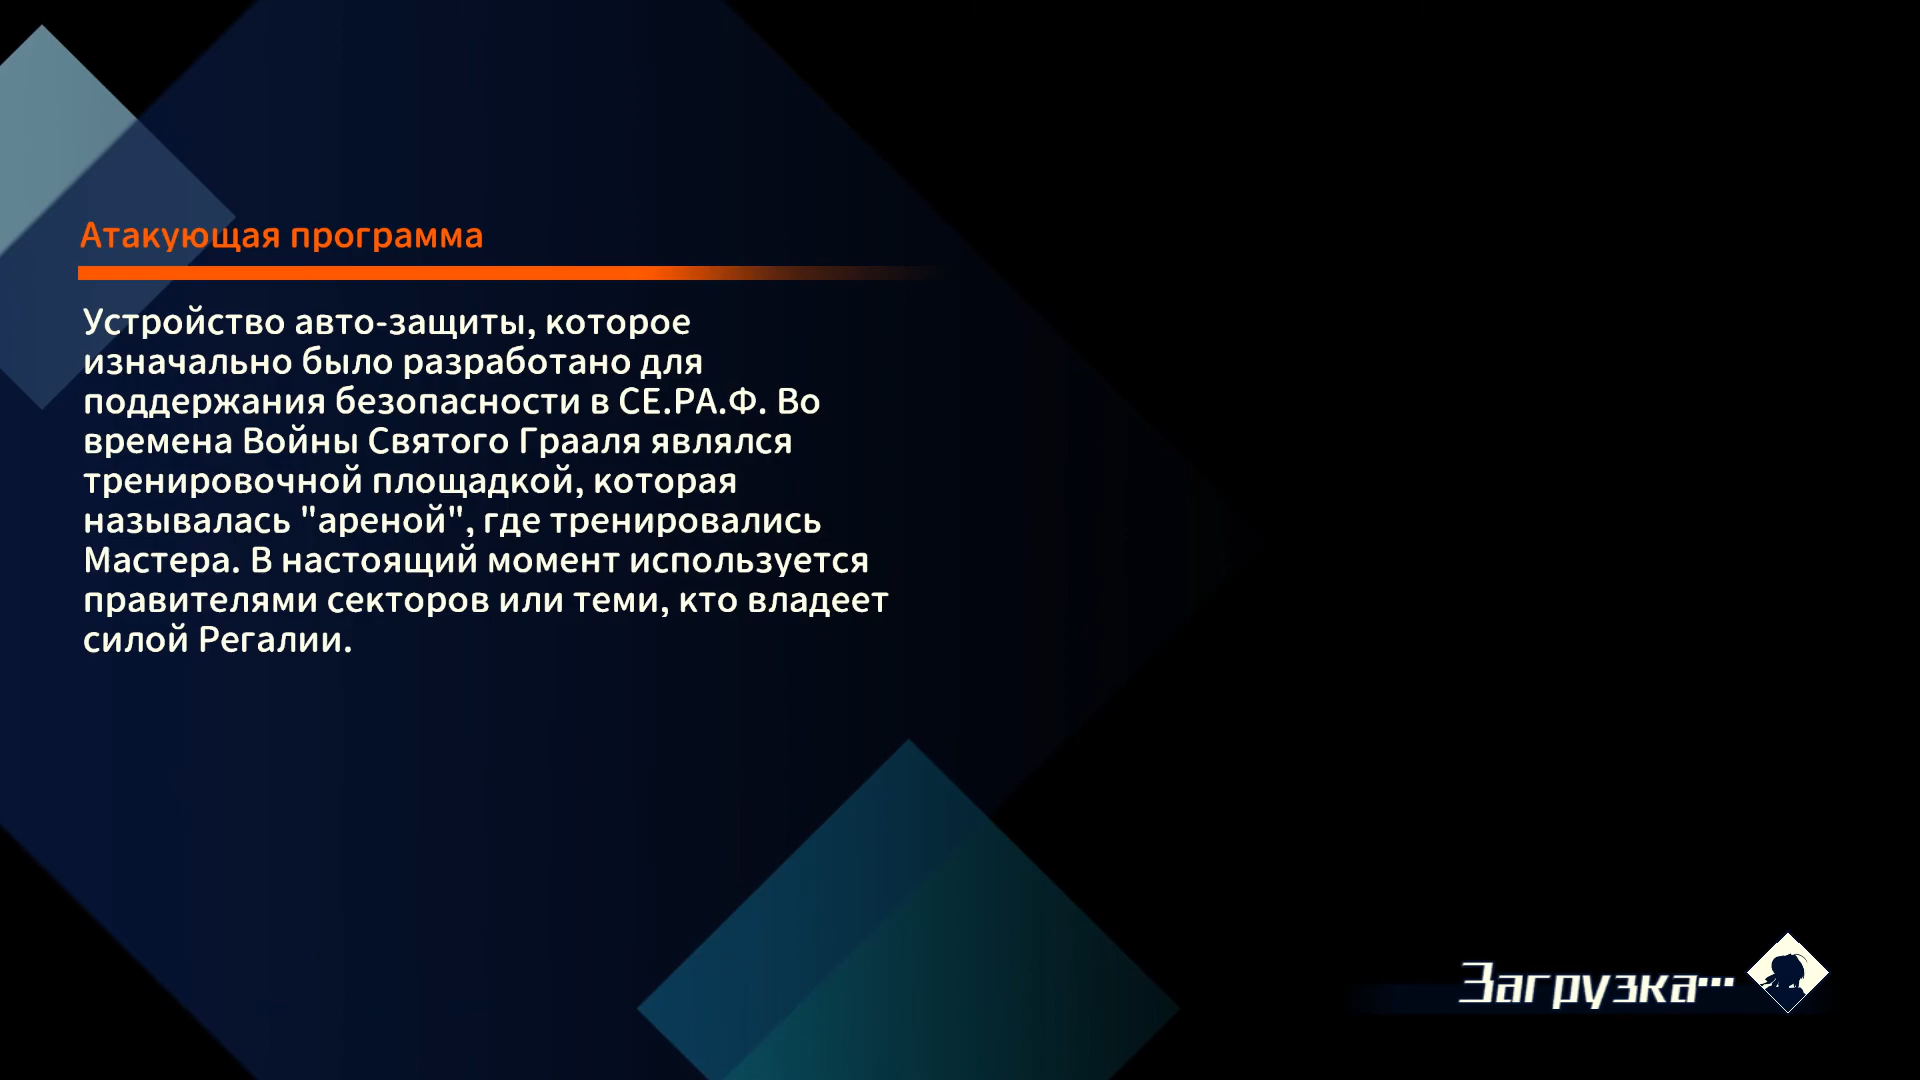 Атакующая программа
Устройство авто-защиты, которое
изначально было разработано для
поддержания безопасности в СЕ.РА.Ф. Во
времена Войны Святого Грааля являлся
тренировочной площадкой, которая
называлась "ареной", где тренировались
Мастера. В настоящий момент используется
правителями секторов или теми, кто владеет
силой Регалии.
Загрузка...